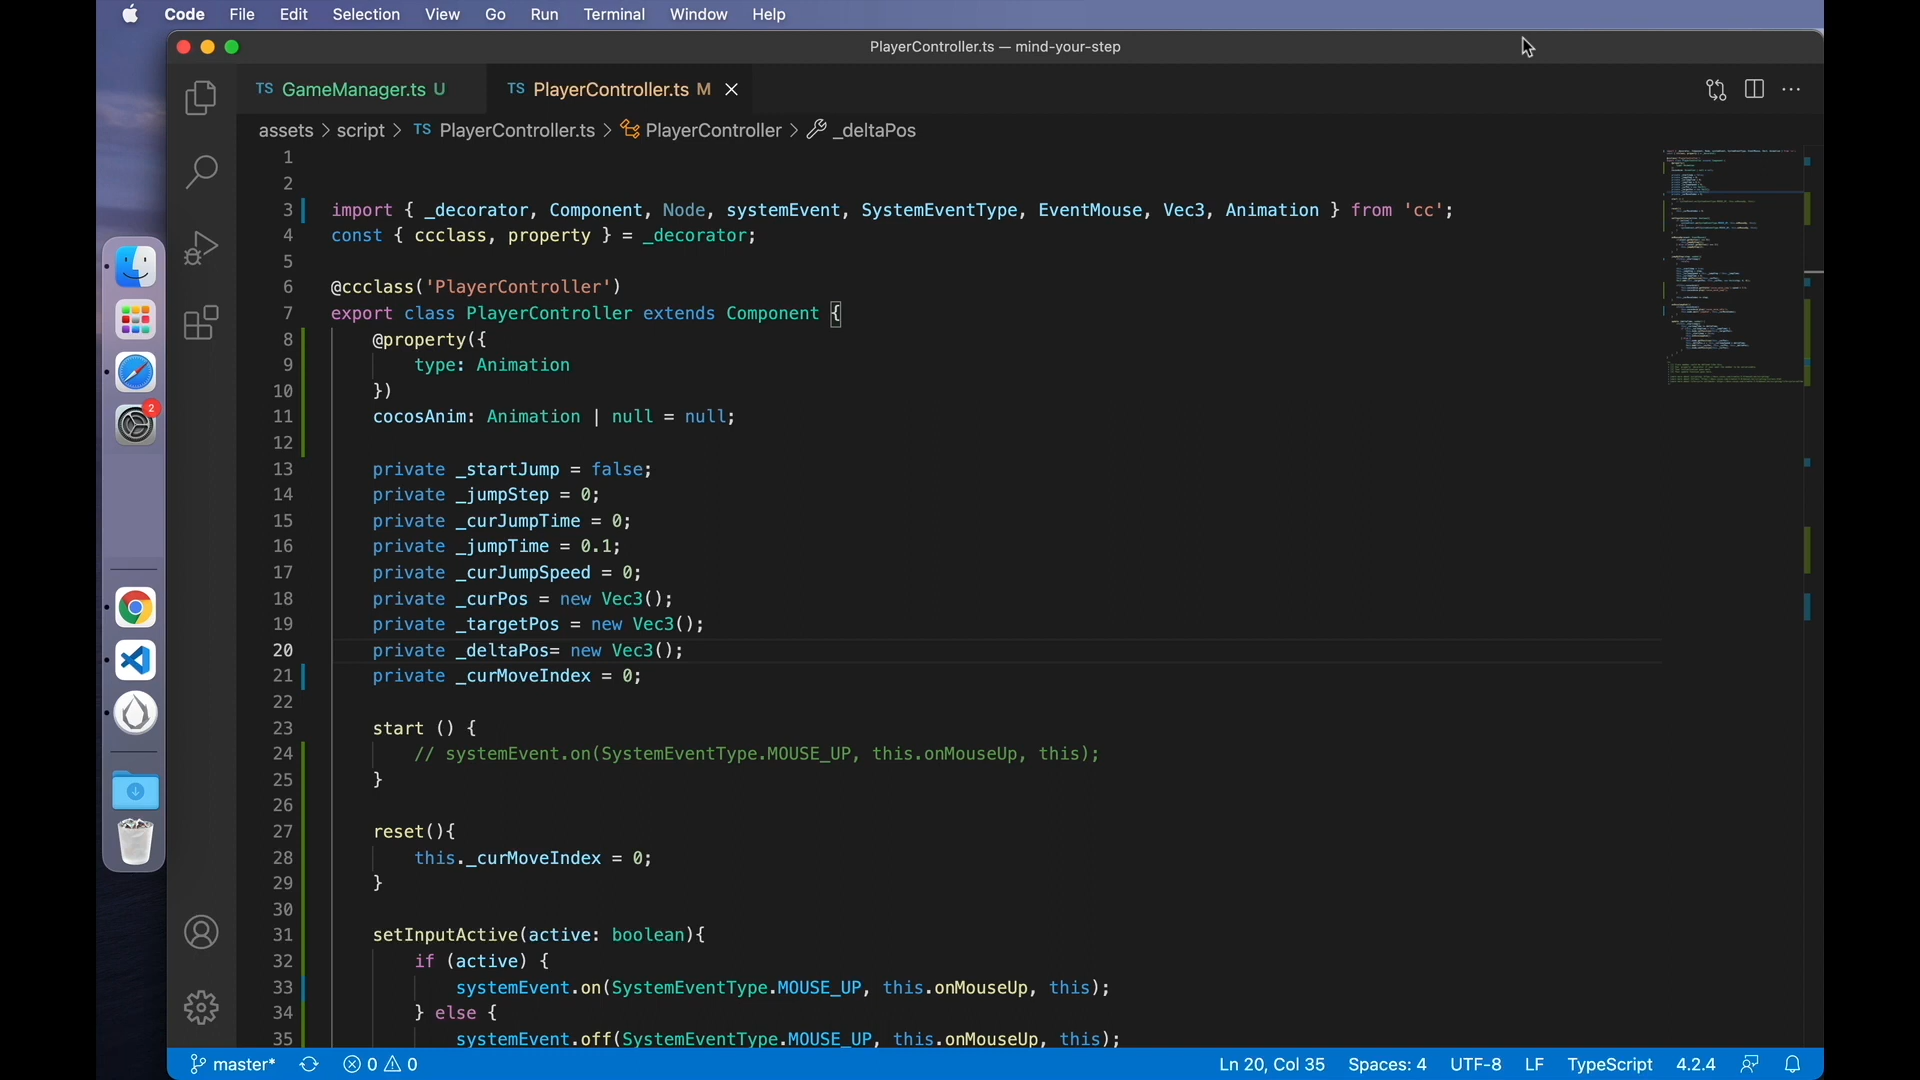 Code File Edit Selection View Go Run Terminal Window Help
PlayerController.ts — mind-your-step
TS GameManager.ts U TS PlayerController.ts M
assets > script > TS PlayerController.ts > PlayerController > _deltaPos
1
2
3 import { _decorator, Component, Node, systemEvent, SystemEventType, EventMouse, Vec3, Animation } from 'cc';
4 const { ccclass, property } = _decorator;
5
6 @ccclass('PlayerController')
7 export class PlayerController extends Component {
8 @property({
9 type: Animation
10 })
11 cocosAnim: Animation | null = null;
12
13 private _startJump = false;
14 private _jumpStep = 0;
15 private _curJumpTime = 0;
16 private _jumpTime = 0.1;
17 private _curJumpSpeed = 0;
18 private _curPos = new Vec3();
19 private _targetPos = new Vec3();
20 private _deltaPos= new Vec3();
21 private _curMoveIndex = 0;
22
23 start () {
24 // systemEvent.on(SystemEventType.MOUSE_UP, this.onMouseUp, this);
25 }
26
27 reset(){
28 this._curMoveIndex = 0;
29 }
30
31 setInputActive(active: boolean){
32 if (active) {
33 systemEvent.on(SystemEventType.MOUSE_UP, this.onMouseUp, this);
34 } else {
35 systemEvent.off(SystemEventType.MOUSE_UP, this.onMouseUp, this);
2
master* 0 0 Ln 20, Col 35 Spaces: 4 UTF-8 LF TypeScript 4.2.4